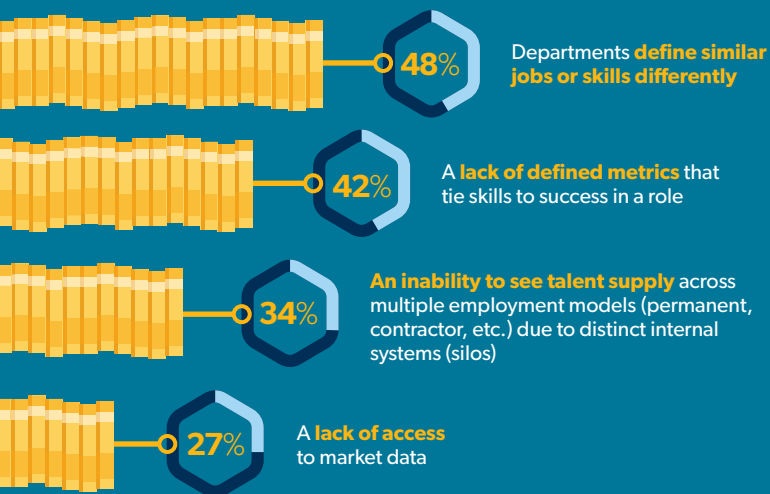 48%
Departments define similar
jobs or skills differently
42%
A lack of defined metrics that
tie skills to success in a role
34%
An inability to see talent supply across
multiple employment models (permanent,
contractor, etc.) due to distinct internal
systems (silos)
27%
A lack of access
to market data